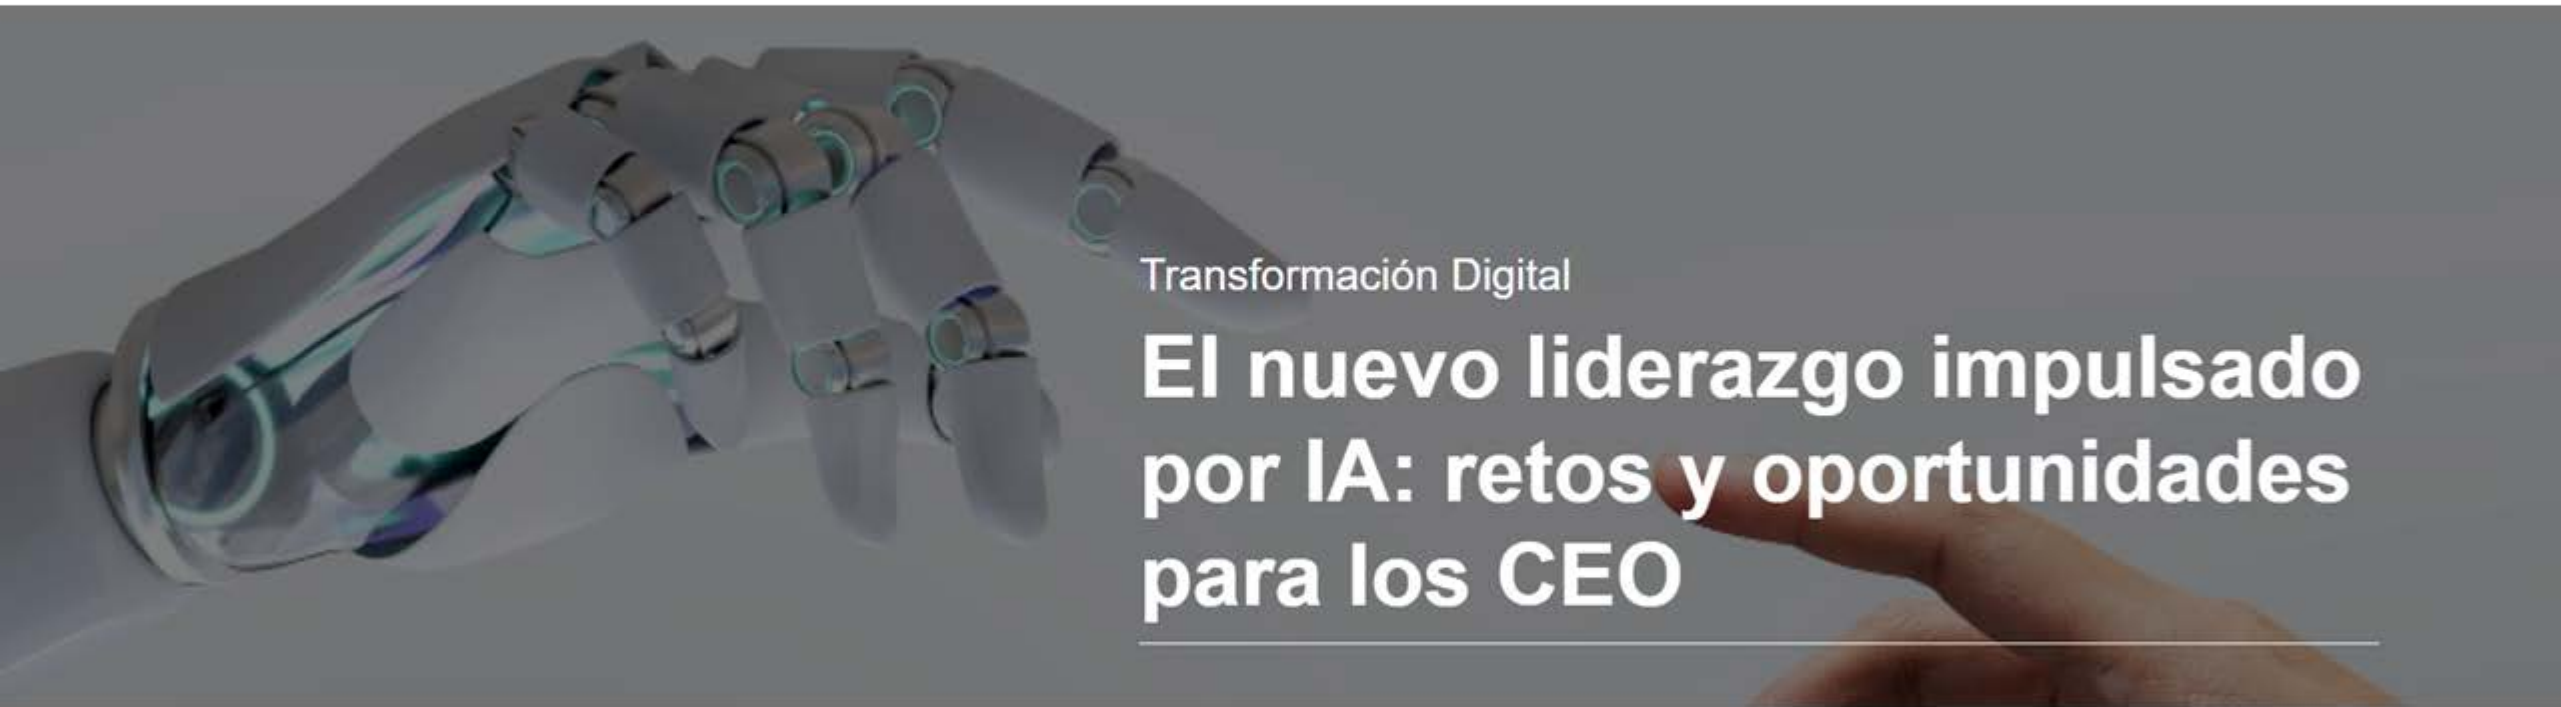 Transformación Digital
El nuevo liderazgo impulsado
por IA: retos y oportunidades
para los CEO